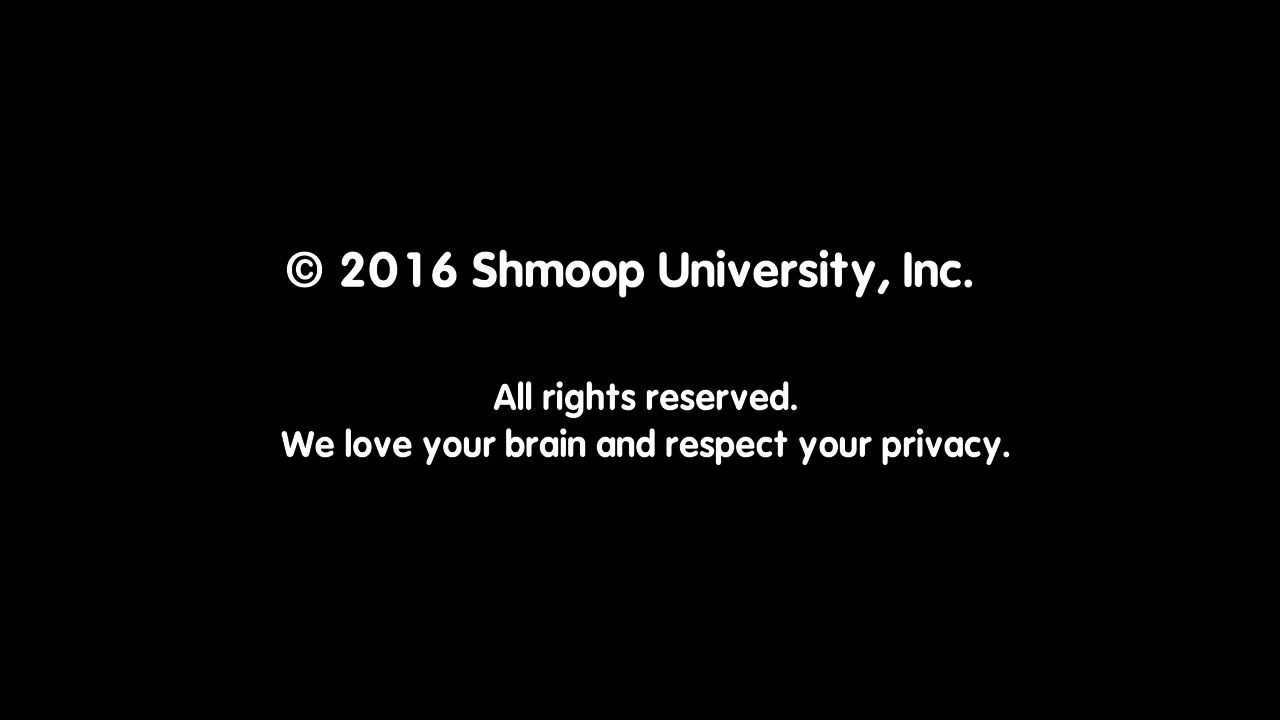 © 2016 Shmoop University, Inc.
All rights reserved.
We love your brain and respect your privacy.